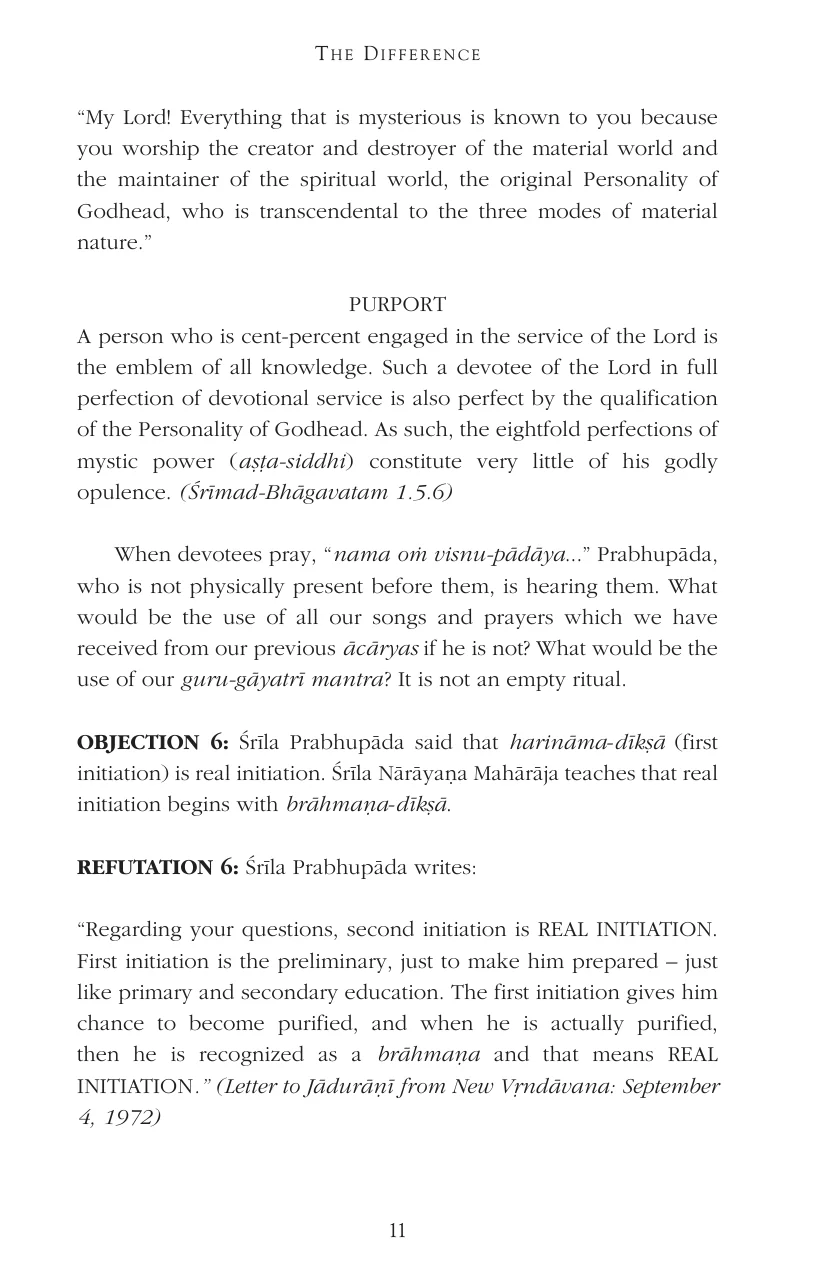 THE DIFFERENCE
“My Lord! Everything that is mysterious is known to you because
you worship the creator and destroyer of the material world and
the maintainer of the spiritual world, the original Personality of
Godhead, who is transcendental to the three modes of material
nature.”
PURPORT
A person who is cent-percent engaged in the service of the Lord is
the emblem of all knowledge. Such a devotee of the Lord in full
perfection of devotional service is also perfect by the qualification
of the Personality of Godhead. As such, the eightfold perfections of
mystic power (aṣṭa-siddhi) constitute very little of his godly
opulence. (Śrīmad-Bhāgavatam 1.5.6)
When devotees pray, “nama oṁ visnu-pādāya...” Prabhupāda,
who is not physically present before them, is hearing them. What
would be the use of all our songs and prayers which we have
received from our previous ācāryas if he is not? What would be the
use of our guru-gāyatrī mantra? It is not an empty ritual.
OBJECTION 6: Śrīla Prabhupāda said that harināma-dīkṣā (first
initiation) is real initiation. Śrīla Nārāyaṇa Mahārāja teaches that real
initiation begins with brāhmaṇa-dīkṣā.
REFUTATION 6: Śrīla Prabhupāda writes:
“Regarding your questions, second initiation is REAL INITIATION.
First initiation is the preliminary, just to make him prepared – just
like primary and secondary education. The first initiation gives him
chance to become purified, and when he is actually purified,
then he is recognized as a brāhmaṇa and that means REAL
INITIATION.” (Letter to Jādurāṇī from New Vṛndāvana: September
4, 1972)
11